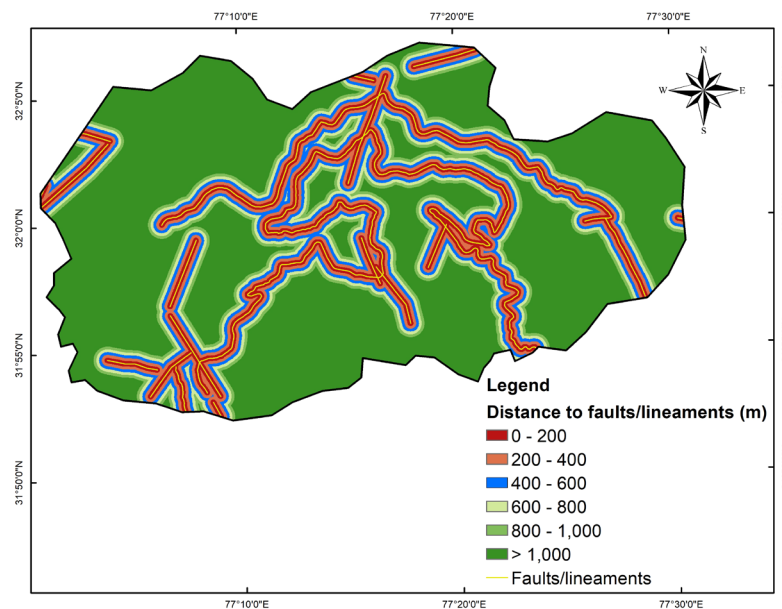 77°10'0"E 77°20'0"E 77°30'0"E
N
W E
S
32°5'0"N
32°0'0"N
31°55'0"N
31°50'0"N
Legend
Distance to faults/lineaments (m)
0 - 200
200 - 400
400 - 600
600 - 800
800 - 1,000
> 1,000
Faults/lineaments
77°10'0"E 77°20'0"E 77°30'0"E